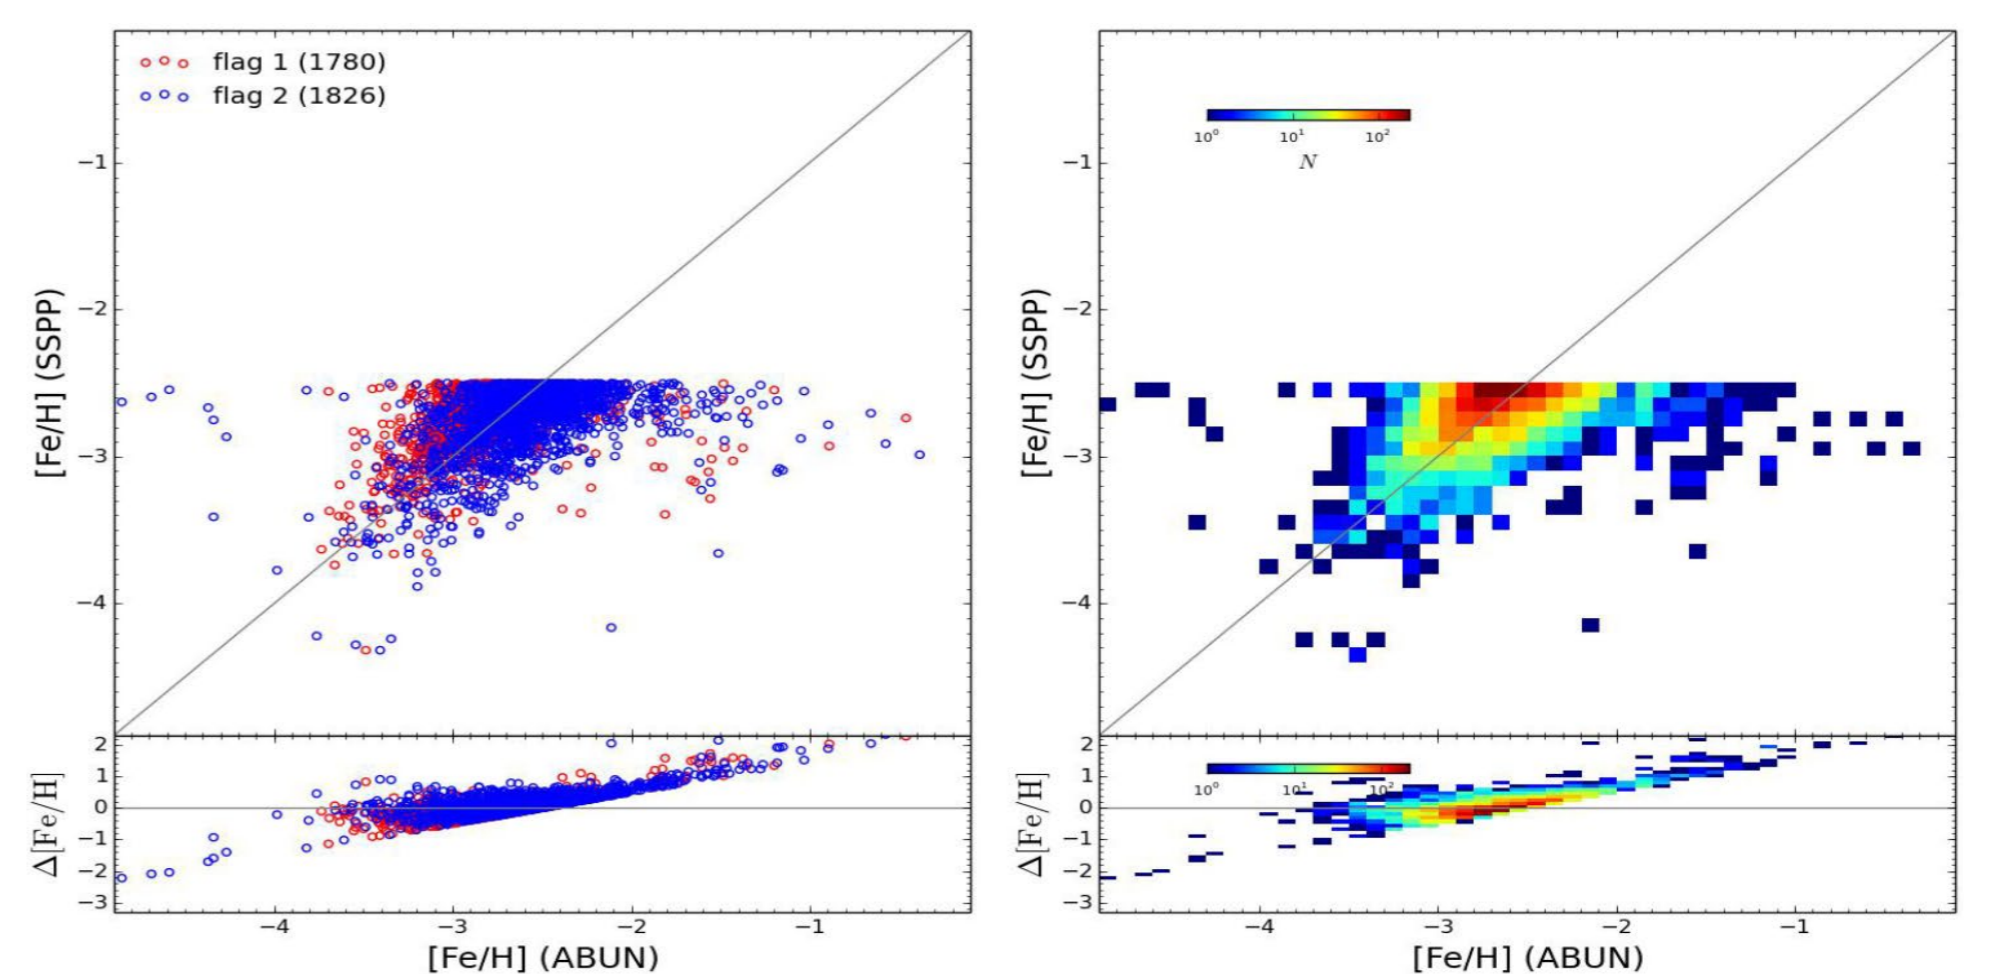 flag 1 (1780)
flag 2 (1826)
[Fe/H] (SSPP)
−1
−2
−3
−4
2
1
0
−1
−2
−3
Δ[Fe/H]
−4 −3 −2 −1
[Fe/H] (ABUN)
10⁰ 10¹ 10²
N
[Fe/H] (SSPP)
−1
−2
−3
−4
10⁰ 10¹ 10²
2
1
0
−1
−2
−3
Δ[Fe/H]
−4 −3 −2 −1
[Fe/H] (ABUN)